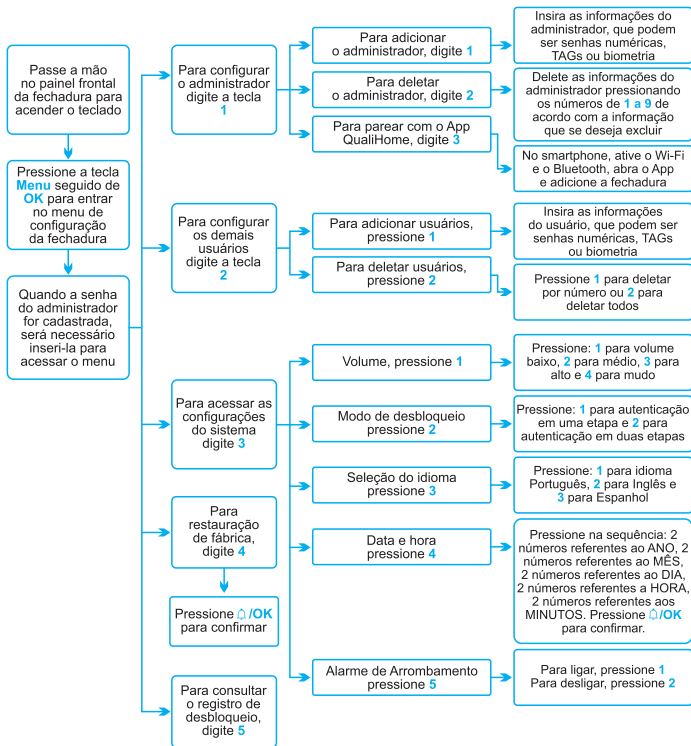 Passe a mão
no painel frontal
da fechadura para
acender o teclado
Pressione a tecla
Menu seguido de
OK para entrar
no menu de
configuração
da fechadura
Quando a senha
do administrador
for cadastrada,
será necessário
inseri-la para
acessar o menu
Para configurar
o administrador
digite a tecla
1
Para adicionar
o administrador, digite 1
Insira as informações do
administrador, que podem
ser senhas numéricas,
TAGs ou biometria
Para deletar
o administrador, digite 2
Delete as informações do
administrador pressionando
os números de 1 a 9 de
acordo com a informação
que se deseja excluir
Para parear com o App
QualiHome, digite 3
No smartphone, ative o Wi-Fi
e o Bluetooth, abra o App
e adicione a fechadura
Para configurar
os demais
usuários
digite a tecla
2
Para adicionar usuários,
pressione 1
Insira as informações
do usuário, que podem ser
senhas numéricas, TAGs
ou biometria
Para deletar usuários,
pressione 2
Pressione 1 para deletar
por número ou 2 para
deletar todos
Para acessar as
configurações
do sistema
digite 3
Volume, pressione 1
Pressione: 1 para volume
baixo, 2 para médio, 3 para
alto e 4 para mudo
Modo de desbloqueio
pressione 2
Pressione: 1 para autenticação
em uma etapa e 2 para
autenticação em duas etapas
Seleção do idioma
pressione 3
Pressione: 1 para idioma
Português, 2 para Inglês e
3 para Espanhol
Data e hora
pressione 4
Pressione na sequência: 2
números referentes ao ANO, 2
números referentes ao MÊS,
2 números referentes ao DIA,
2 números referentes a HORA,
2 números referentes aos
MINUTOS. Pressione /OK
para confirmar.
Alarme de Arrombamento
pressione 5
Para ligar, pressione 1
Para desligar, pressione 2
Para
restauração
de fábrica,
digite 4
Pressione /OK
para confirmar
Para consultar
o registro de
desbloqueio,
digite 5